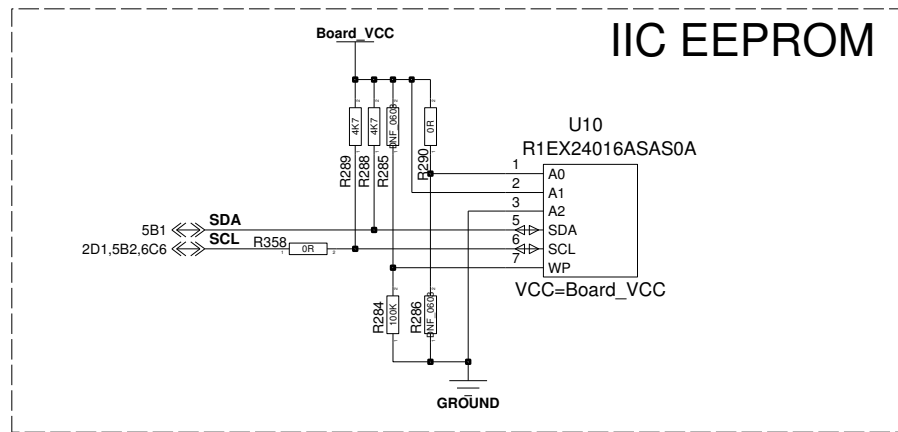 IIC EEPROM
Board_VCC
4K7
4K7
DNF_0603
0R
R289
R288
R285
R290
U10
R1EX24016ASAS0A
1 A0
2 A1
3 A2
5 SDA
6 SCL
7 WP
VCC=Board_VCC
5B1 SDA
2D1,5B2,6C6 SCL
R358 0R
R284
100K
R286
DNF_0603
GROUND